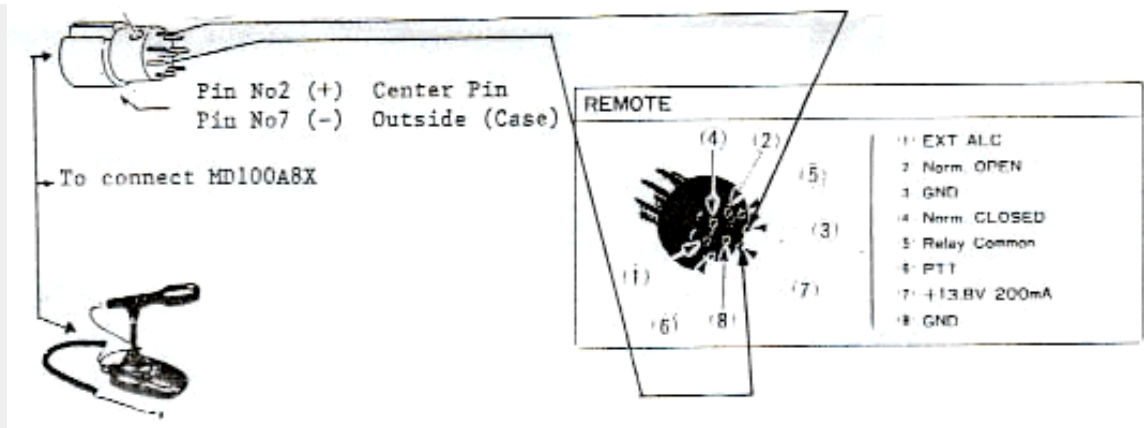 Pin No2 (+) Center Pin
Pin No7 (-) Outside (Case)
To connect MD100A8X
REMOTE
(4) (2)
(5)
(3)
(1)
(7)
(6) (8)
(1) EXT ALC
2 Norm. OPEN
3 GND
(4 Norm. CLOSED
5 Relay Common
6 PTT
(7) +13.8V 200mA
(8) GND